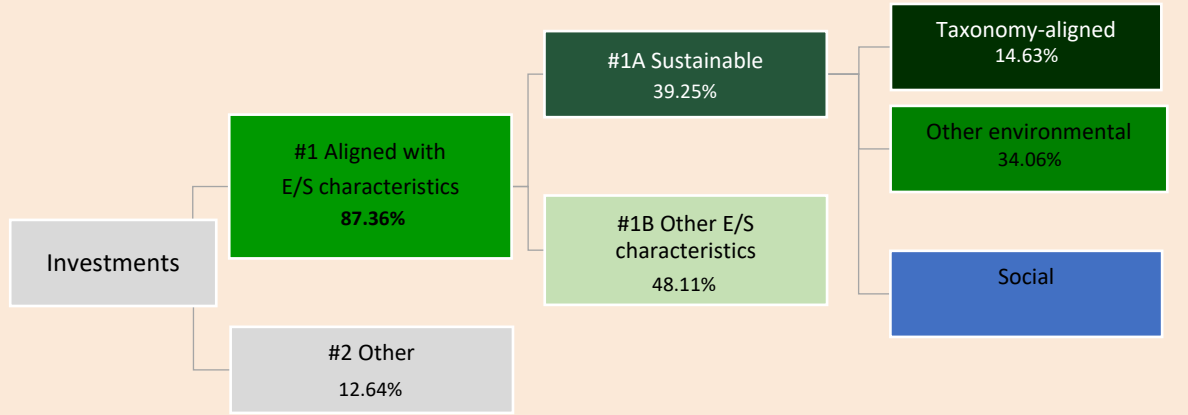 Investments
#1 Aligned with
E/S characteristics
87.36%
#2 Other
12.64%
#1A Sustainable
39.25%
#1B Other E/S
characteristics
48.11%
Taxonomy-aligned
14.63%
Other environmental
34.06%
Social